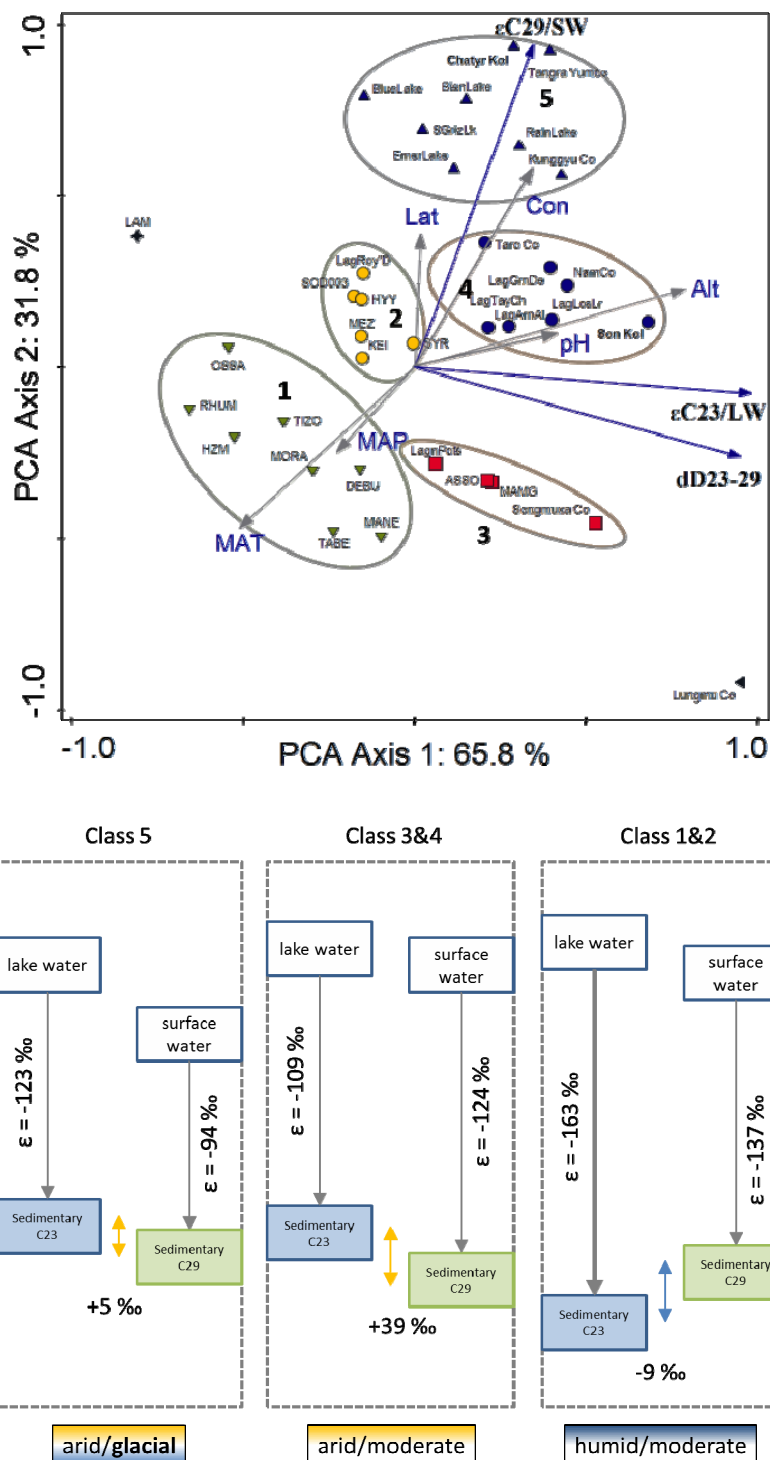 1.0
εC29/SW
Chatyr Kol
Tangra Yumco
BlueLake
5
SGrizLk
RainLake
EmerLake
Kunggyu Co
Con
Lat
LAM
Taro Co
LagRoy'D
4
LagGrnDe
NamCo
SOD003
HYY
Alt
LagTayCh
LagLosLr
LagAmAL
MEZ
2
Son Kol
KEI
SYR
pH
OSSA
1
εC23/LW
RHUM
TIZO
HZM
MORA
MAP
ASSO
MAMG
DEBU
dD23-29
Sengmuxa Co
MAT
TABE
MANE
3
Lungmu Co
PCA Axis 2: 31.8 %
-1.0
-1.0
PCA Axis 1: 65.8 %
1.0
Class 5
Class 3&4
Class 1&2
lake water
surface
water
ε = -123 ‰
ε = -94 ‰
Sedimentary
C23
Sedimentary
C29
+5 ‰
lake water
surface
water
ε = -109 ‰
ε = -124 ‰
Sedimentary
C23
Sedimentary
C29
+39 ‰
lake water
surface
water
ε = -163 ‰
ε = -137 ‰
Sedimentary
C29
Sedimentary
C23
-9 ‰
arid/glacial
arid/moderate
humid/moderate